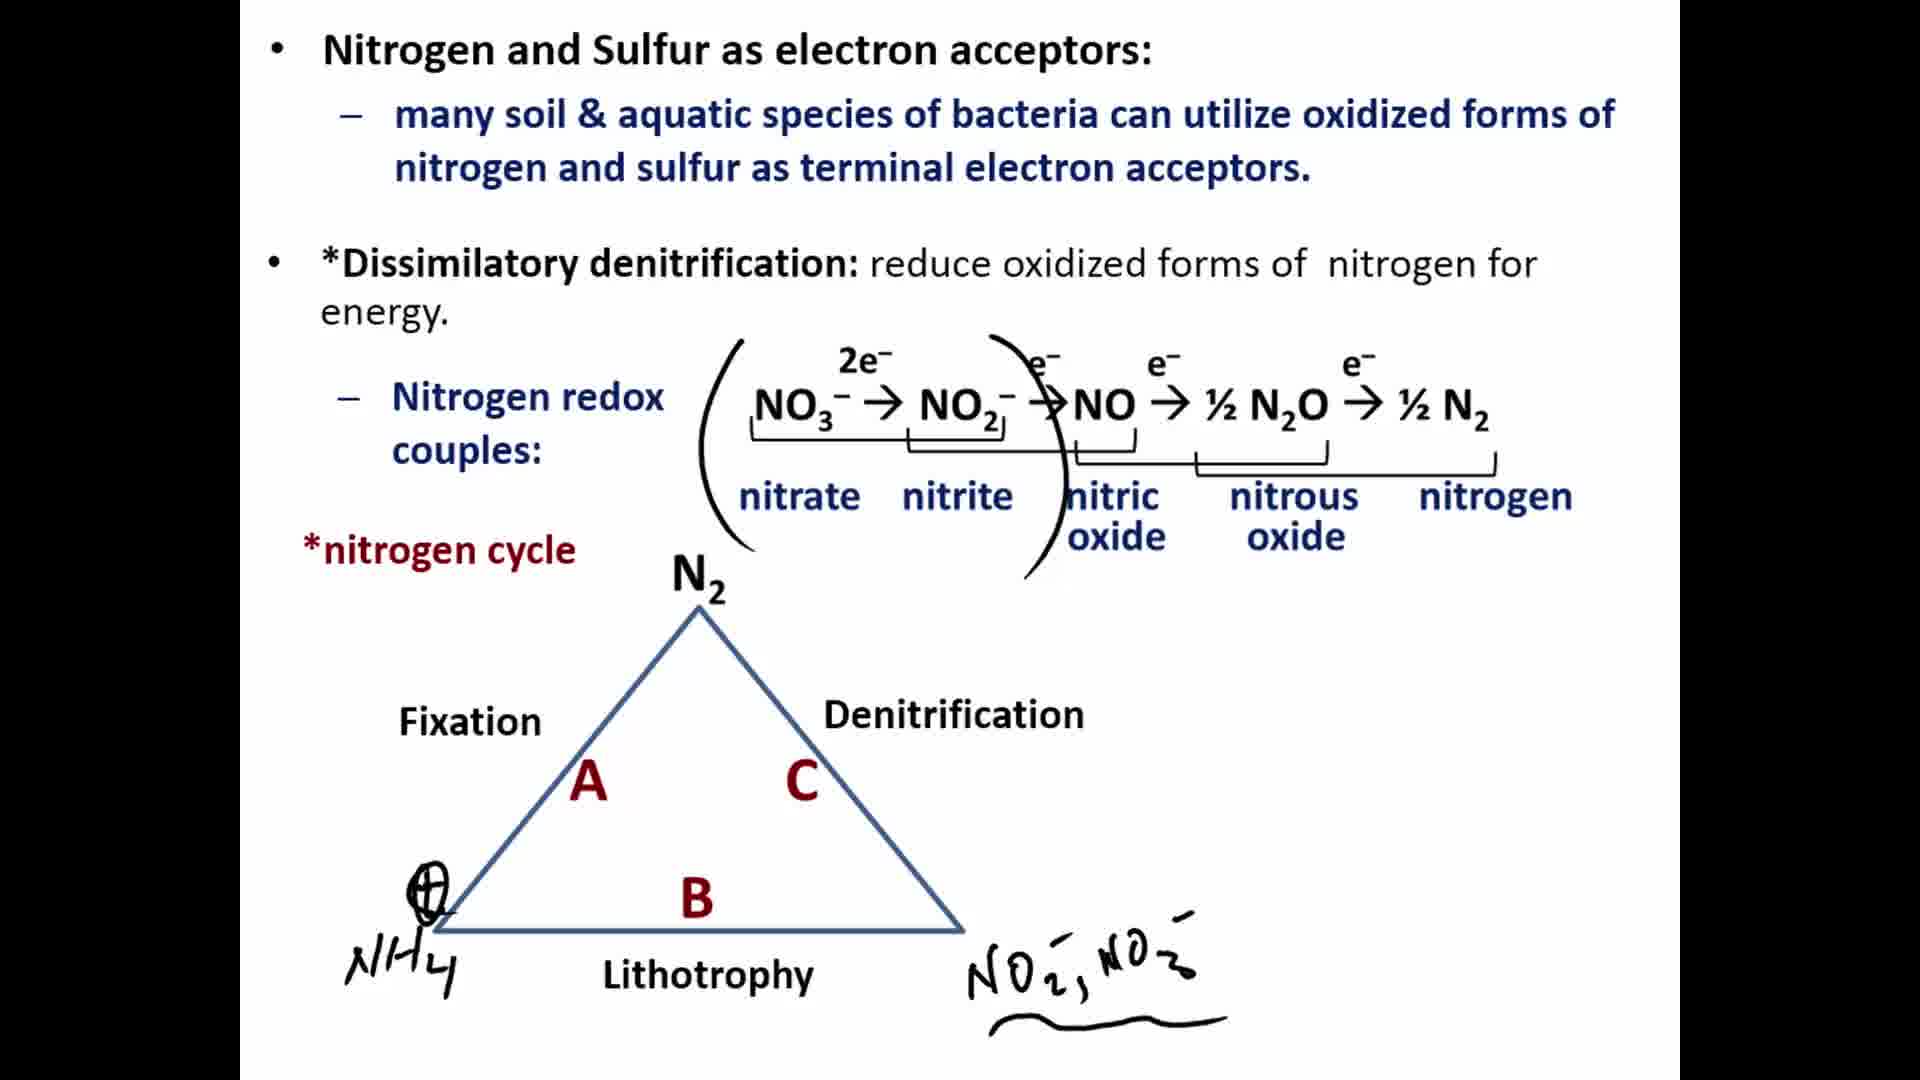 • Nitrogen and Sulfur as electron acceptors:
– many soil & aquatic species of bacteria can utilize oxidized forms of
nitrogen and sulfur as terminal electron acceptors.
• *Dissimilatory denitrification: reduce oxidized forms of nitrogen for
energy.
2e⁻ e⁻ e⁻ e⁻
– Nitrogen redox
couples:
NO₃⁻ → NO₂⁻ → NO → ½ N₂O → ½ N₂
nitrate nitrite nitric
oxide nitrous
oxide nitrogen
*nitrogen cycle
N₂
Fixation
Denitrification
A
C
B
NH₄⊕
Lithotrophy
NO₂⁻, NO₃⁻